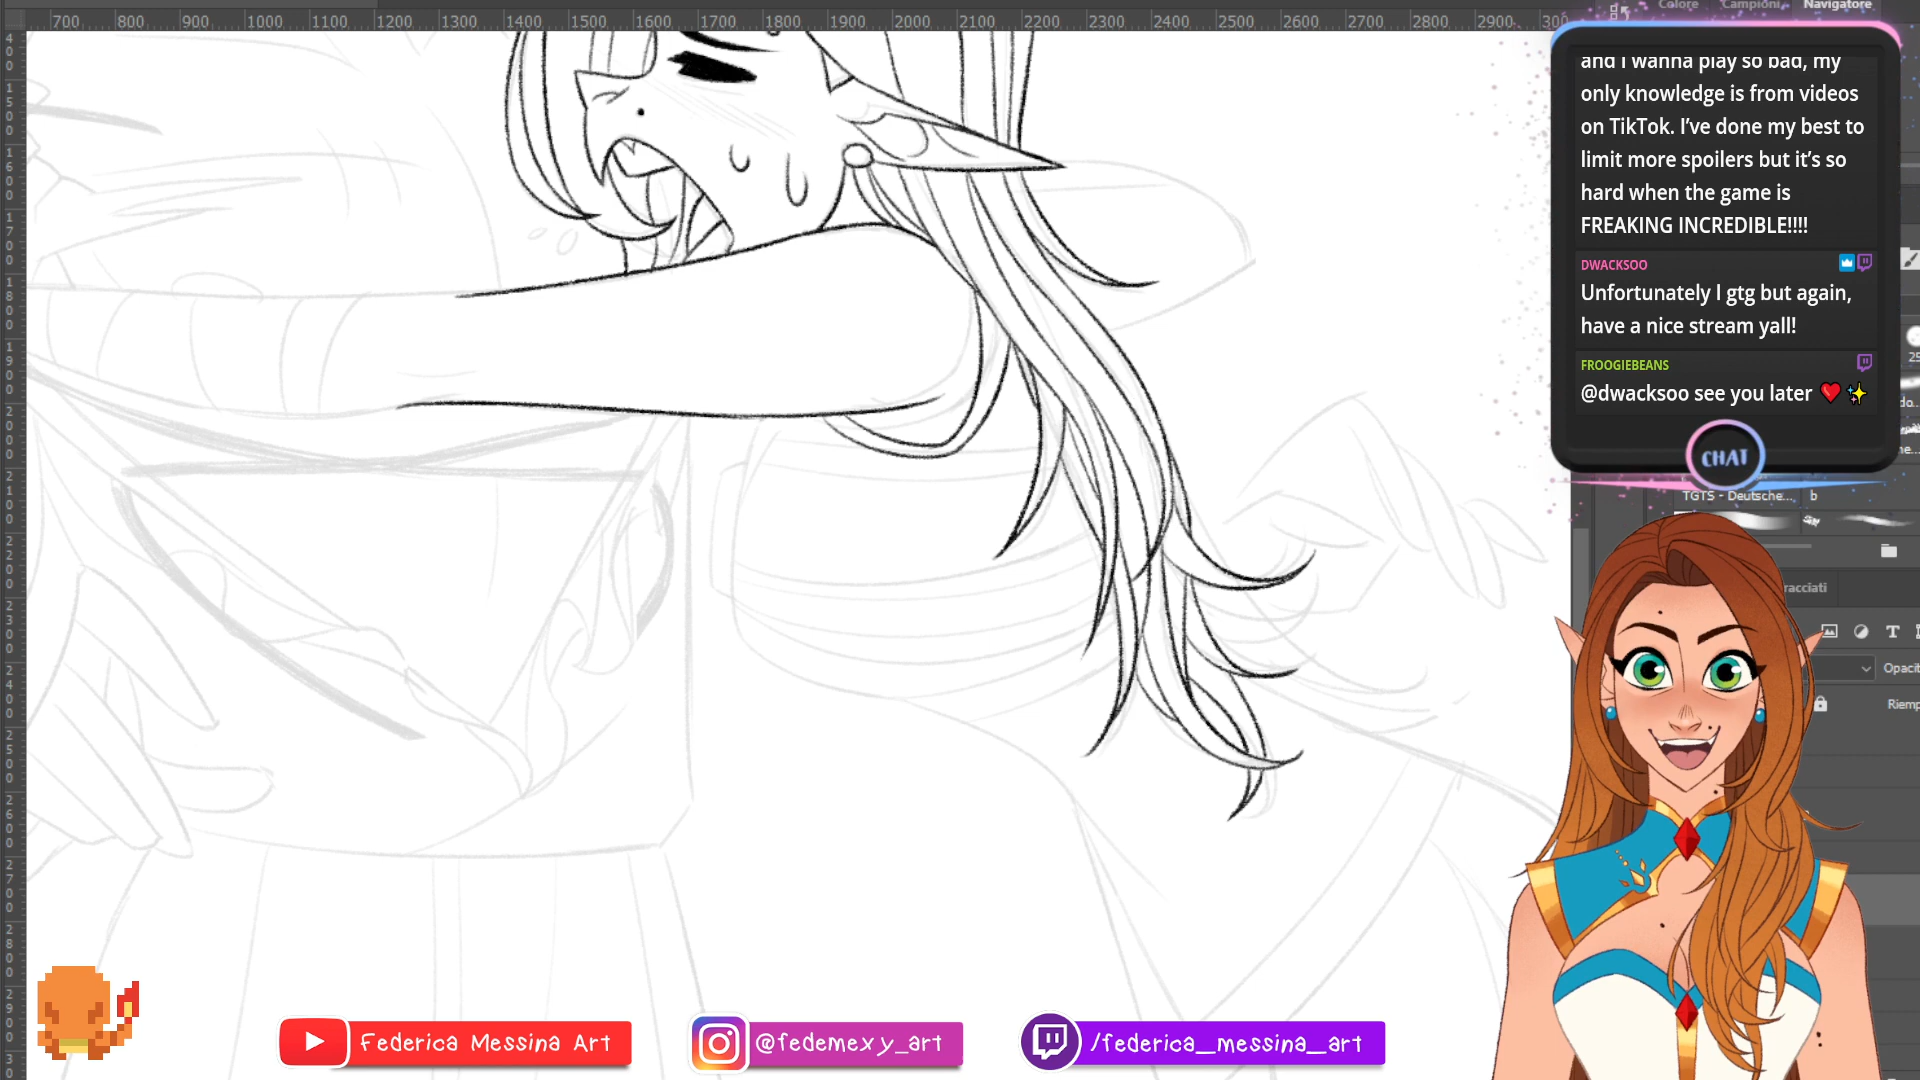 700 800 900 1000 1100 1200 1300 1400 1500 1600 1700 1800 1900 2000 2100 2200 2300 2400 2500 2600 2700 2800 2900
Colore Campioni Navigatore
and I wanna play so bad, my
only knowledge is from videos
on TikTok. I've done my best to
limit more spoilers but it's so
hard when the game is
FREAKING INCREDIBLE!!!!
DWACKSOO
Unfortunately I gtg but again,
have a nice stream yall!
FROOGIEBEANS
@dwacksoo see you later ❤️✨
CHAT
TGTS - Deutsche... b
racciati
Opacit
Riemp
Federica Messina Art
@fedemexy_art
/federica_messina_art